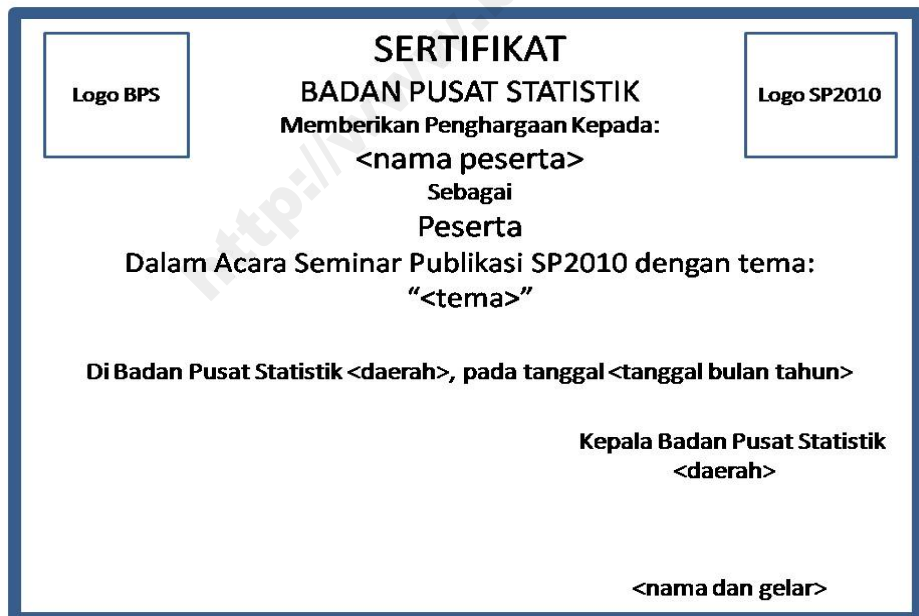 SERTIFIKAT
Logo BPS
BADAN PUSAT STATISTIK
Logo SP2010
Memberikan Penghargaan Kepada:
<nama peserta>
Sebagai
Peserta
Dalam Acara Seminar Publikasi SP2010 dengan tema:
“<tema>”
Di Badan Pusat Statistik <daerah>, pada tanggal <tanggal bulan tahun>
Kepala Badan Pusat Statistik
<daerah>
<nama dan gelar>
http://www.